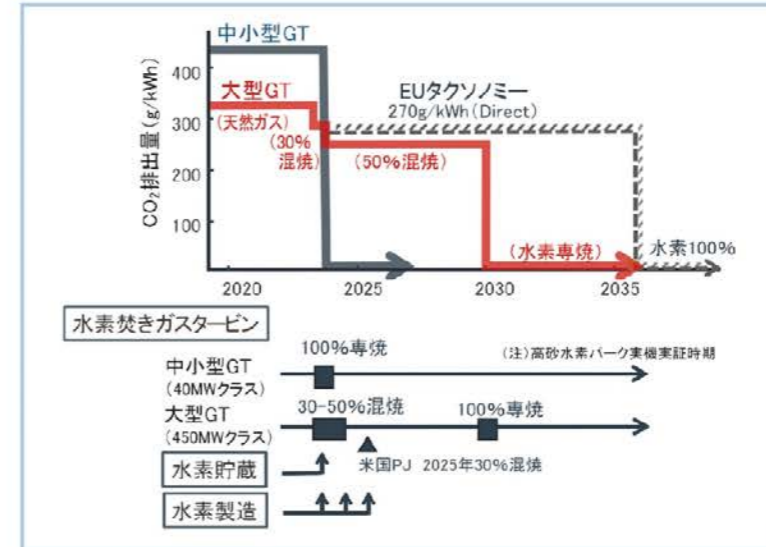 中小型GT
400
大型GT
EUタクソノミー
270g/kWh(Direct)
300
(天然ガス)
(30%
混焼)
(50%混焼)
200
CO₂排出量(g/kWh)
100
(水素専焼)
水素100%
2020
2025
2030
2035
水素焚きガスタービン
100%専焼
(注)高砂水素パーク実機実証時期
中小型GT
(40MWクラス)
30-50%混焼
100%専焼
大型GT
(450MWクラス)
水素貯蔵
米国PJ 2025年30%混焼
水素製造